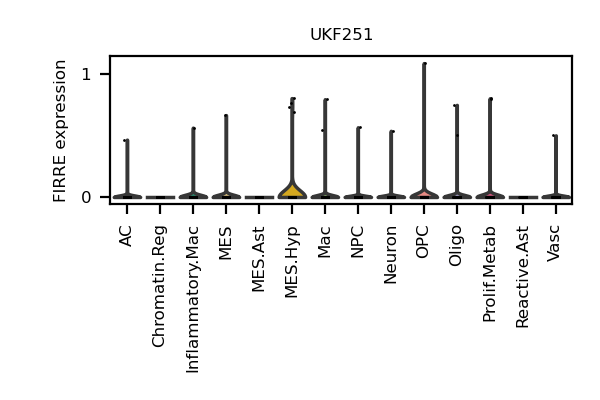 UKF251
FIRRE expression
1
0
AC
Chromatin.Reg
Inflammatory.Mac
MES
MES.Ast
MES.Hyp
Mac
NPC
Neuron
OPC
Oligo
Prolif.Metab
Reactive.Ast
Vasc